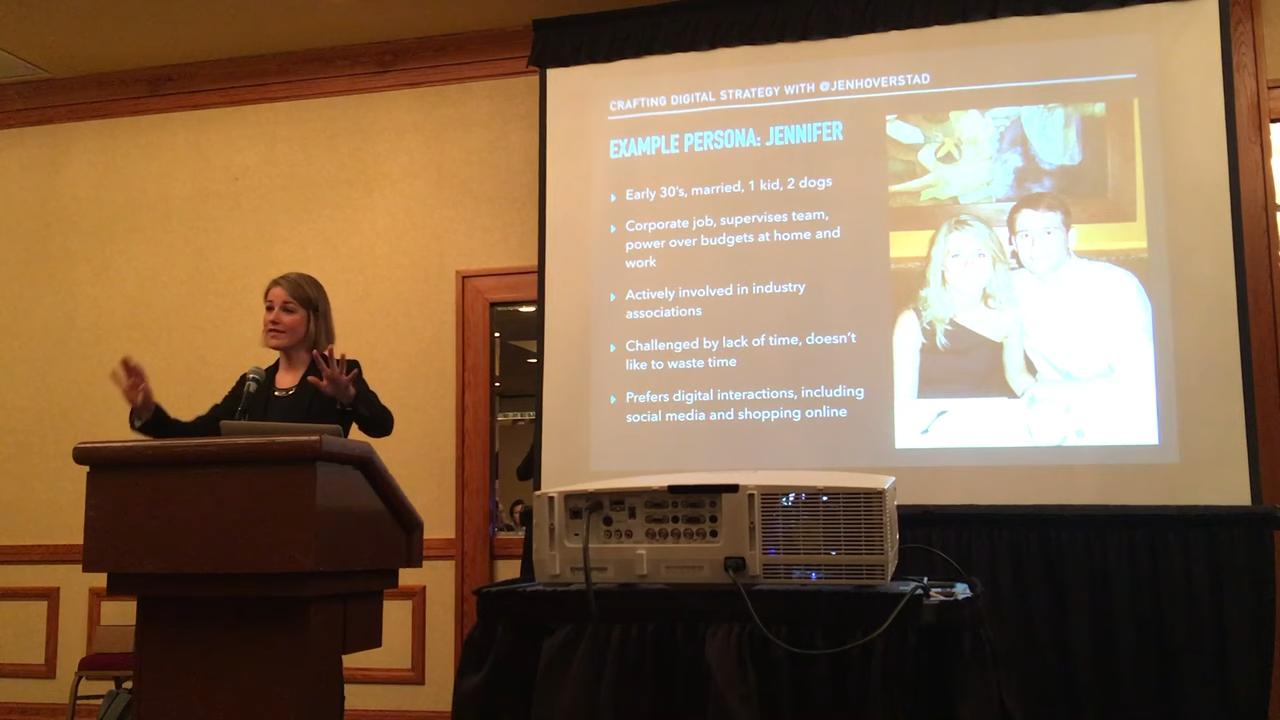 CRAFTING DIGITAL STRATEGY WITH @JENHOVERSTAD
EXAMPLE PERSONA: JENNIFER
Early 30's, married, 1 kid, 2 dogs
Corporate job, supervises team,
power over budgets at home and
work
Actively involved in industry
associations
Challenged by lack of time, doesn't
like to waste time
Prefers digital interactions, including
social media and shopping online